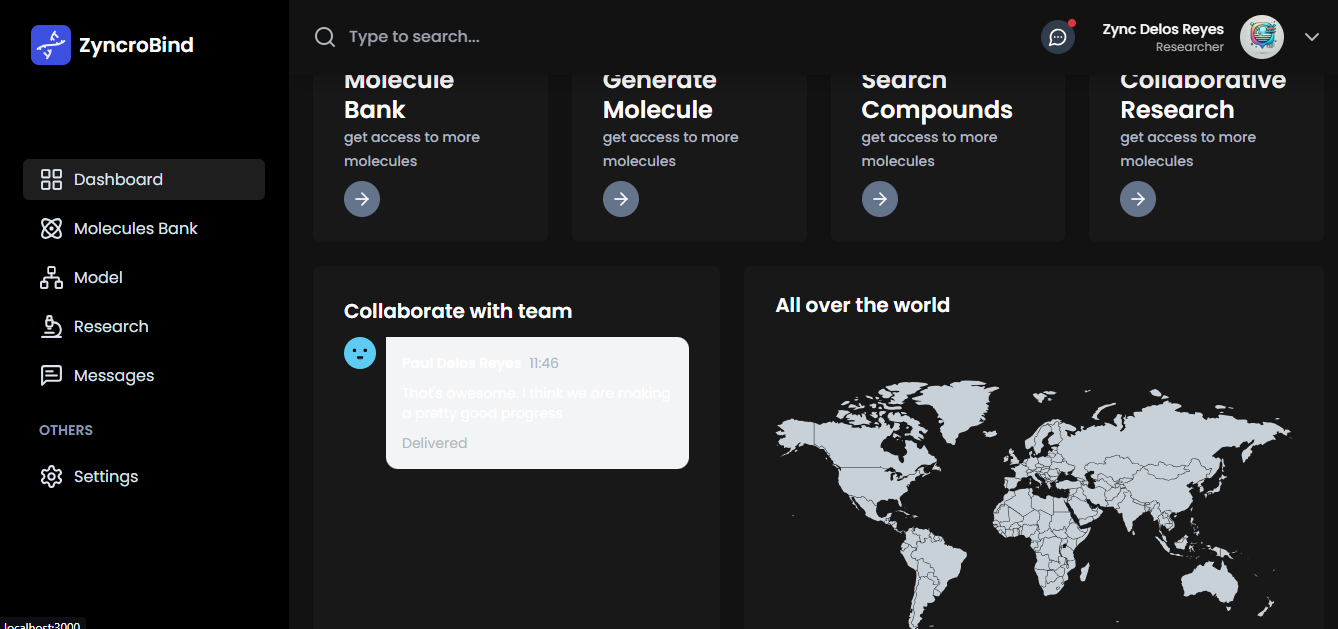 ZyncroBind
Type to search...
Zync Delos Reyes
Researcher
Dashboard
Molecules Bank
Model
Research
Messages
OTHERS
Settings
Molecule
Bank
get access to more
molecules
Generate
Molecule
get access to more
molecules
Search
Compounds
get access to more
molecules
Collaborative
Research
get access to more
molecules
Collaborate with team
Paul Delos Reyes 11:46
That's awesome. I think we are making
a pretty good progress
Delivered
All over the world
localhost:3000